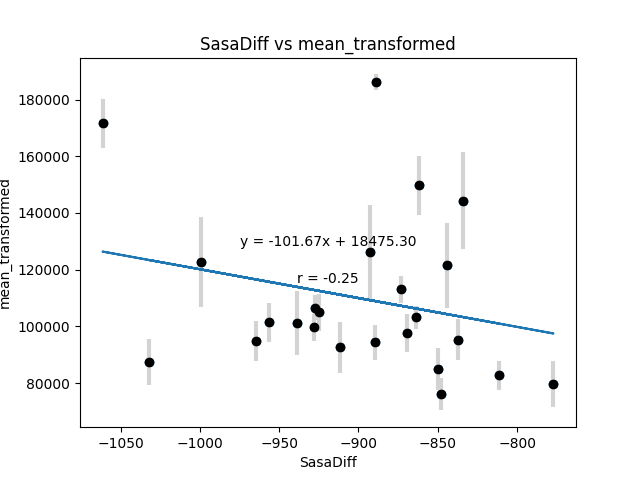 SasaDiff vs mean_transformed
180000
160000
140000
120000
100000
80000
mean_transformed
y = -101.67x + 18475.30
r = -0.25
−1050
−1000
−950
−900
−850
−800
SasaDiff